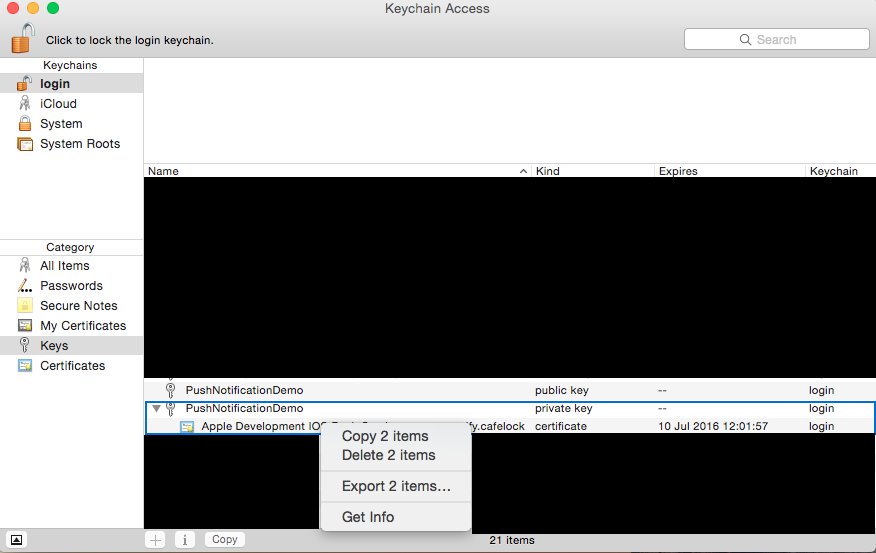 Keychain Access
Click to lock the login keychain.
Search
Keychains
login
iCloud
System
System Roots
Name Kind Expires Keychain
Category
All Items
Passwords
Secure Notes
My Certificates
Keys
Certificates
PushNotificationDemo public key -- login
PushNotificationDemo private key -- login
Apple Development IOS fy.cafelock certificate 10 Jul 2016 12:01:57 login
Copy 2 items
Delete 2 items
Export 2 items...
Get Info
Copy
21 items